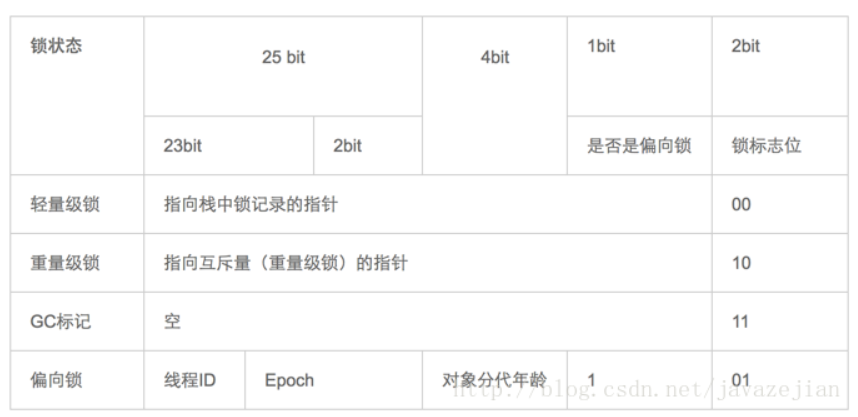 锁状态 25 bit 4bit 1bit 2bit
23bit 2bit 是否是偏向锁 锁标志位
轻量级锁 指向栈中锁记录的指针 00
重量级锁 指向互斥量（重量级锁）的指针 10
GC标记 空 11
偏向锁 线程ID Epoch 对象分代年龄 1 01
http://blog.csdn.net/javazejian